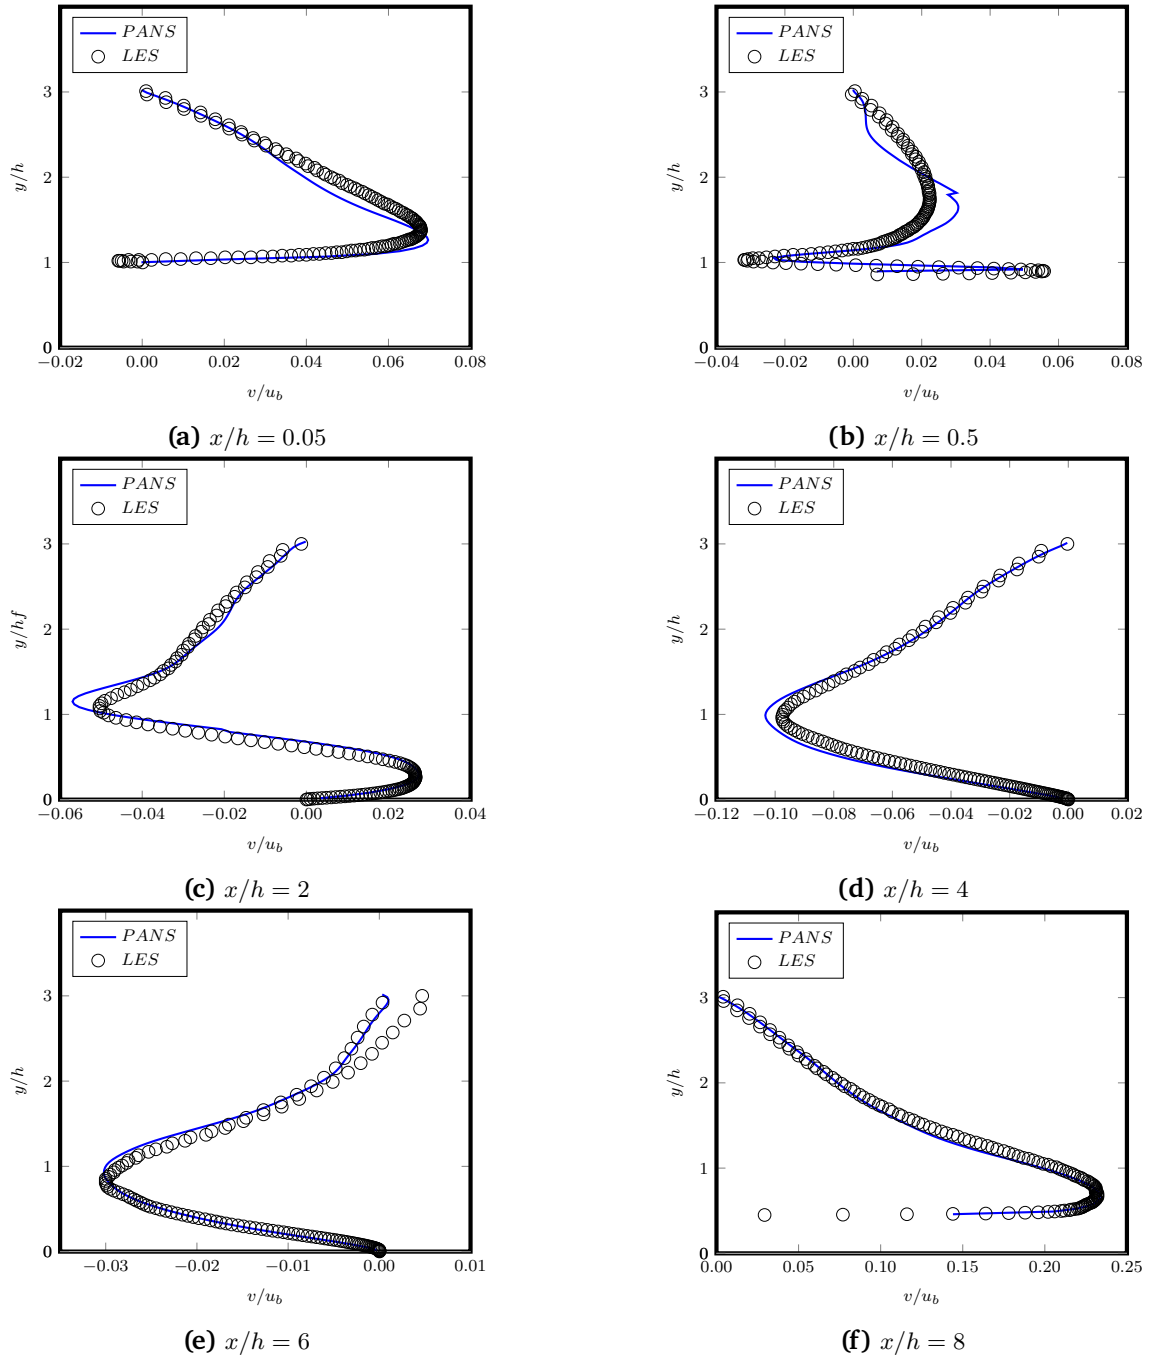 PANS
LES
y/h
3
2
1
0
−0.02 0.00 0.02 0.04 0.06 0.08
v/u_b
(a) x/h = 0.05
PANS
LES
y/h
3
2
1
0
−0.04 −0.02 0.00 0.02 0.04 0.06 0.08
v/u_b
(b) x/h = 0.5
PANS
LES
y/hf
3
2
1
0
−0.06 −0.04 −0.02 0.00 0.02 0.04
v/u_b
(c) x/h = 2
PANS
LES
y/h
3
2
1
0
−0.12 −0.10 −0.08 −0.06 −0.04 −0.02 0.00 0.02
v/u_b
(d) x/h = 4
PANS
LES
y/h
3
2
1
0
−0.03 −0.02 −0.01 0.00 0.01
v/u_b
(e) x/h = 6
PANS
LES
y/h
3
2
1
0
0.00 0.05 0.10 0.15 0.20 0.25
v/u_b
(f) x/h = 8